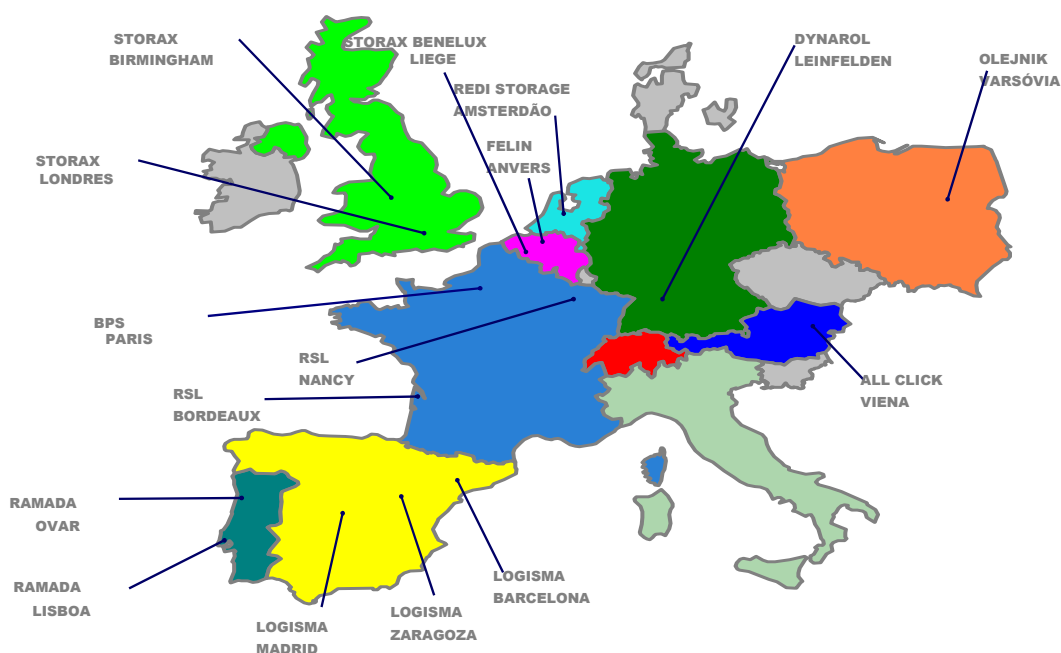 STORAX
BIRMINGHAM
STORAX BENELUX
LIEGE
DYNAROL
LEINFELDEN
OLEJNIK
VARSÓVIA
REDI STORAGE
AMSTERDÃO
FELIN
ANVERS
STORAX
LONDRES
BPS
PARIS
RSL
NANCY
RSL
BORDEAUX
ALL CLICK
VIENA
RAMADA
OVAR
RAMADA
LISBOA
LOGISMA
BARCELONA
LOGISMA
ZARAGOZA
LOGISMA
MADRID